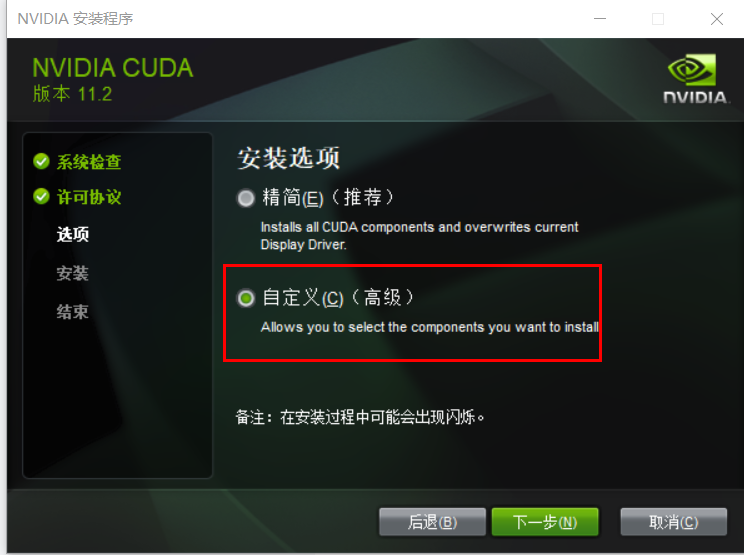 NVIDIA 安装程序
NVIDIA CUDA
版本 11.2
NVIDIA.
系统检查
许可协议
选项
安装
结束
安装选项
精简(E)（推荐）
Installs all CUDA components and overwrites current
Display Driver.
自定义(C)（高级）
Allows you to select the components you want to install
备注：在安装过程中可能会出现闪烁。
后退(B)
下一步(N)
取消(C)